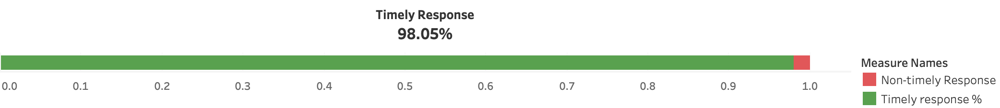 Timely Response
98.05%
0.0 0.1 0.2 0.3 0.4 0.5 0.6 0.7 0.8 0.9 1.0
Measure Names
Non-timely Response
Timely response %